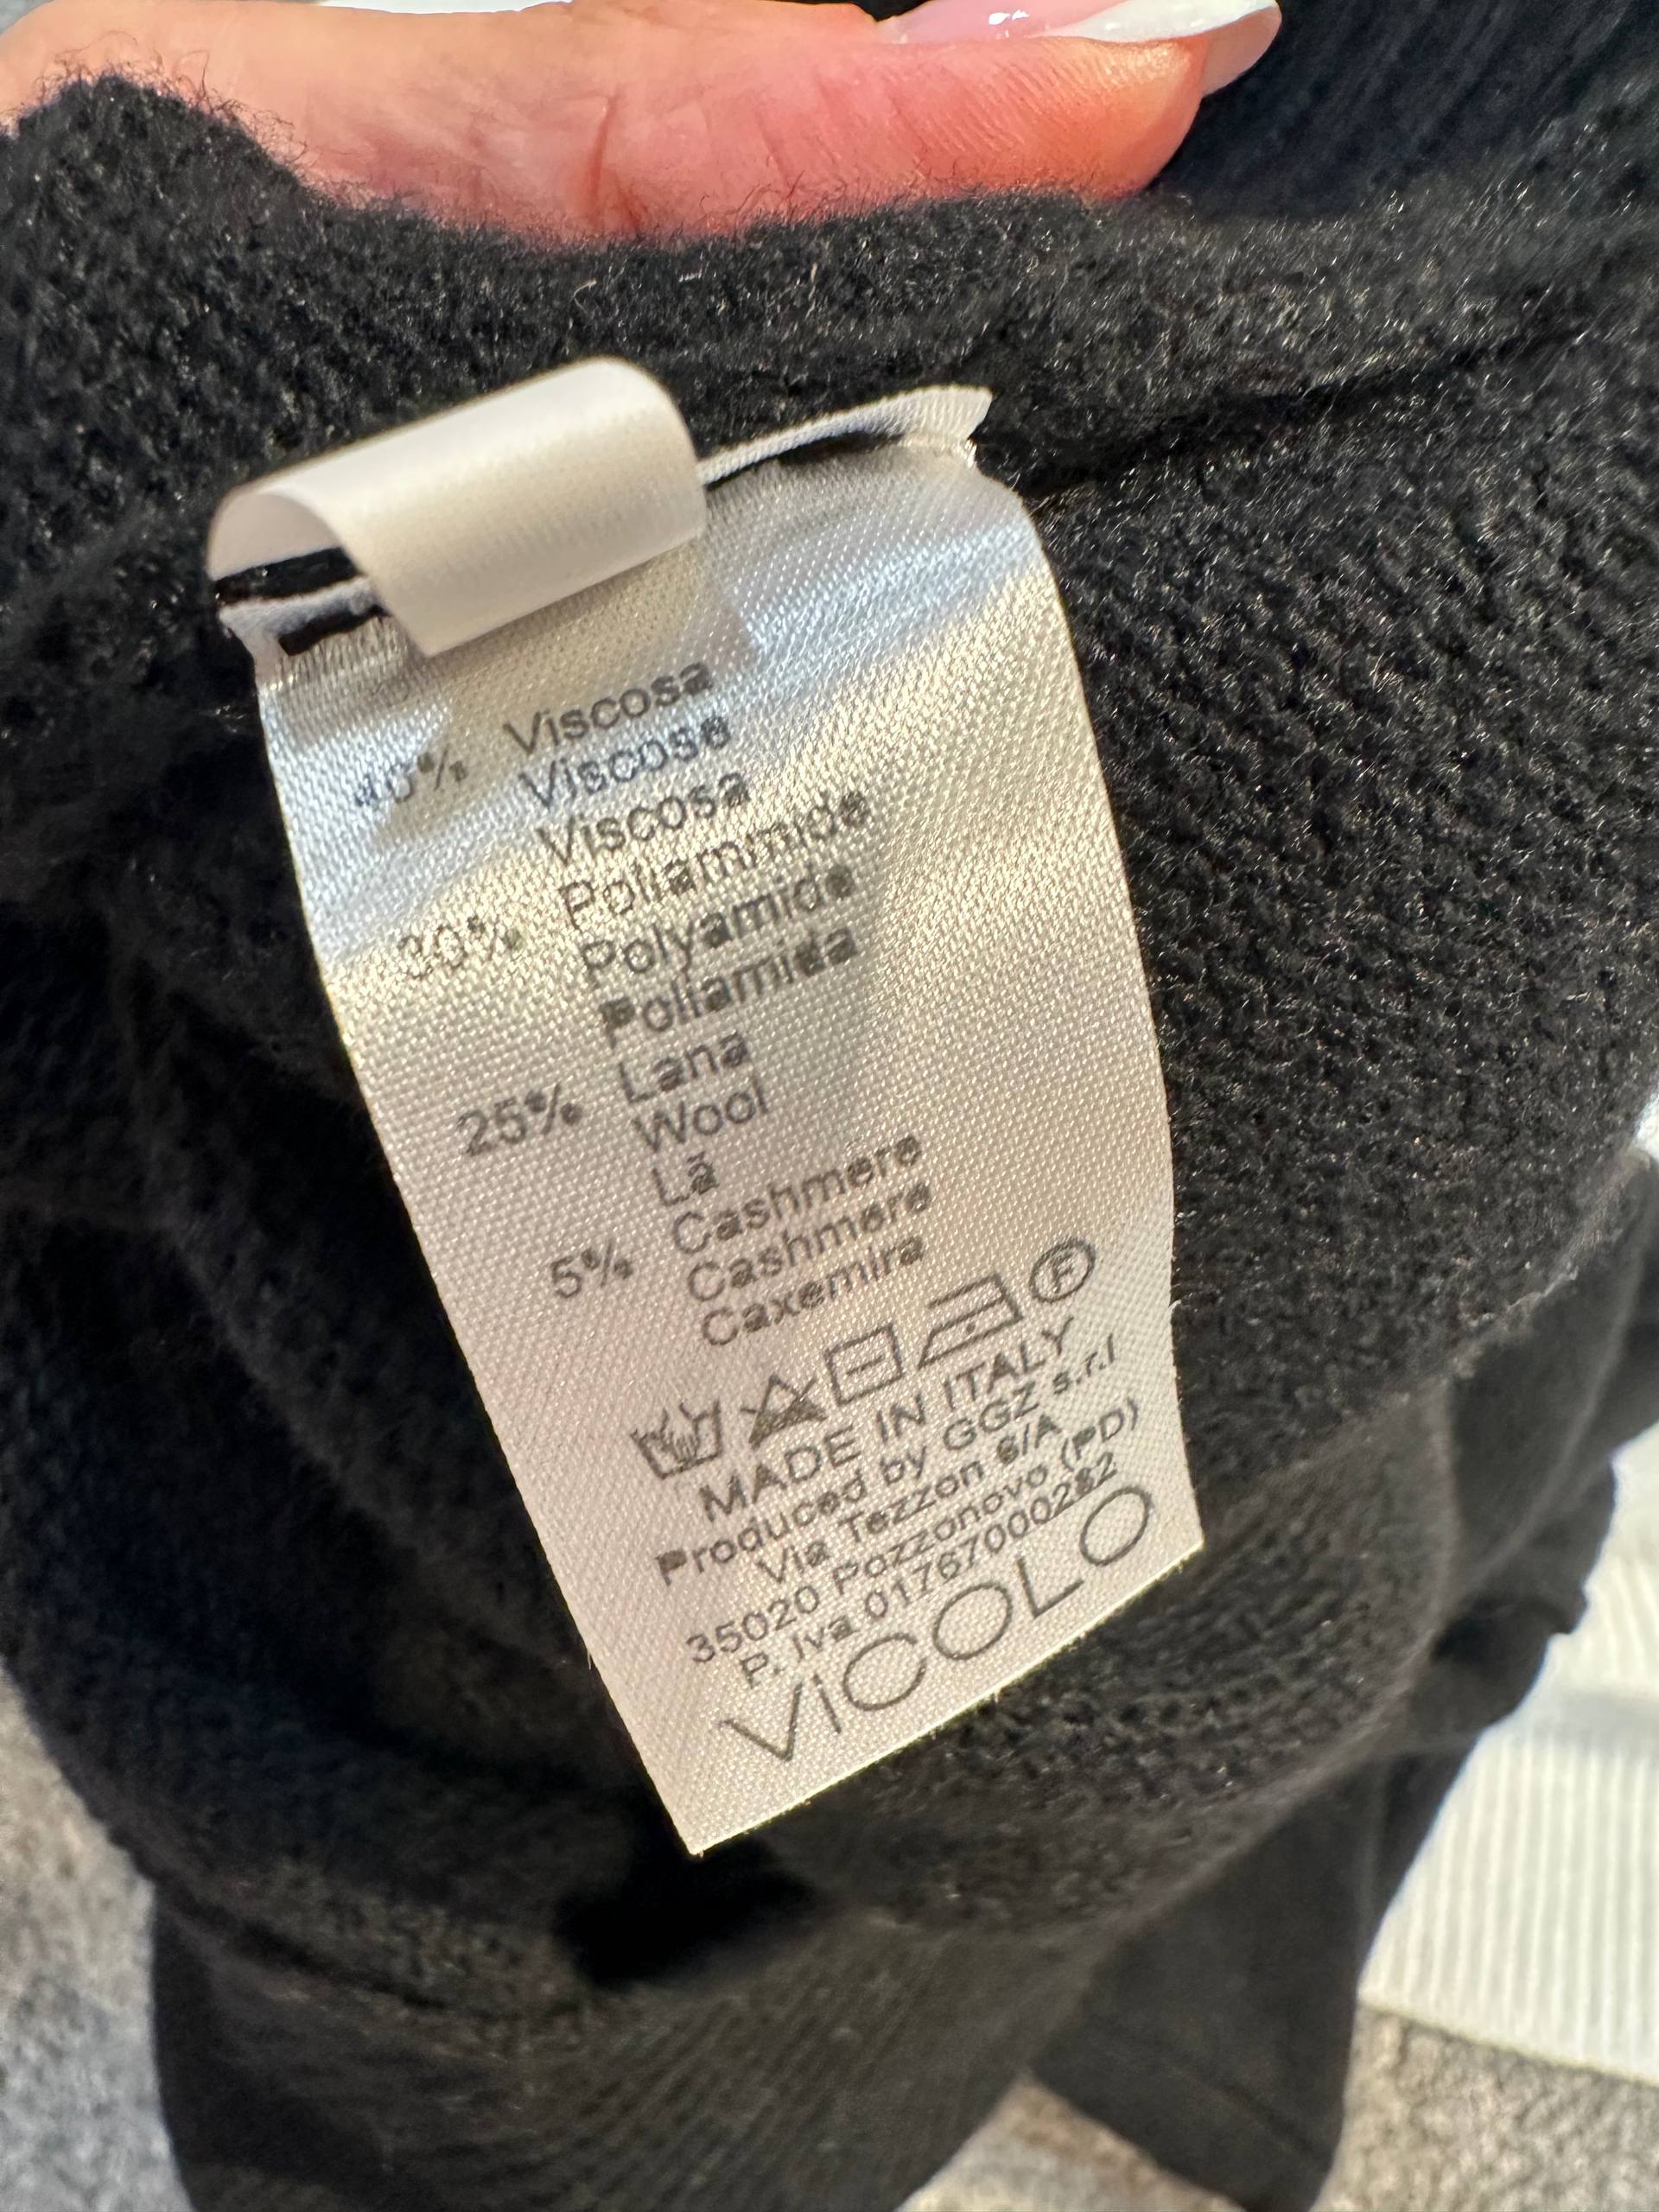 40% Viscosa
Viscose
Viscosa
30% Poliammide
Polyamide
Poliamida
25% Lana
Wool
Lã
5% Cashmere
Cashmere
Caxemira
F
MADE IN ITALY
Produced by GGZ s.r.l
Via Tezzon 6/A
35020 Pozzonovo (PD)
P. Iva 01767000282
ViCOLO